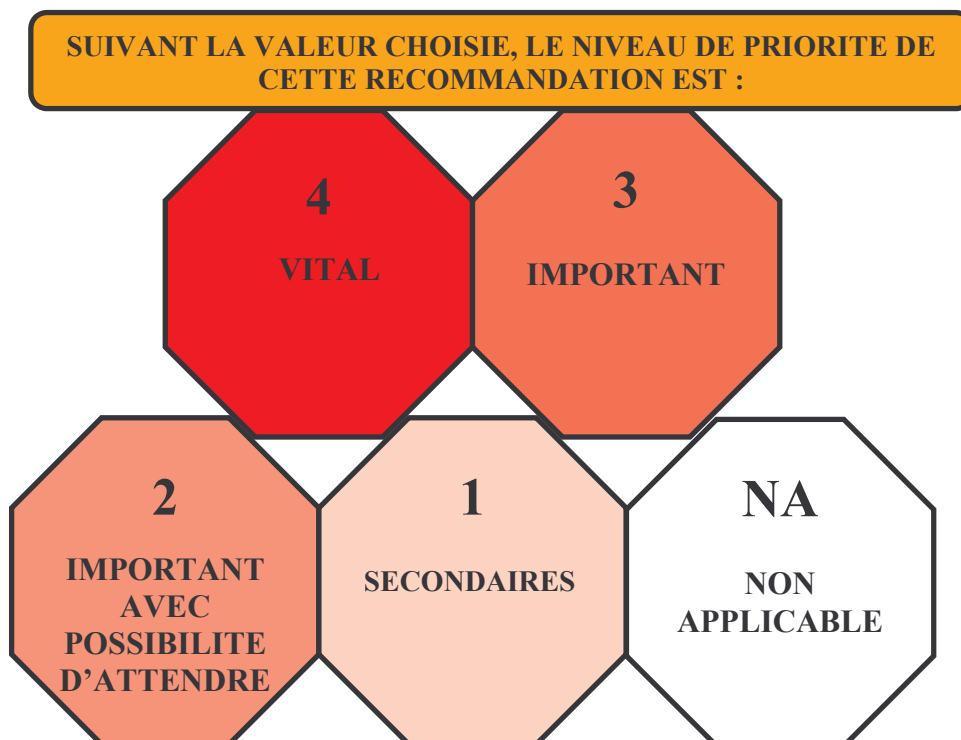 SUIVANT LA VALEUR CHOISIE, LE NIVEAU DE PRIORITE DE
CETTE RECOMMANDATION EST :
4
VITAL
3
IMPORTANT
2
IMPORTANT
AVEC
POSSIBILITE
D’ATTENDRE
1
SECONDAIRES
NA
NON
APPLICABLE